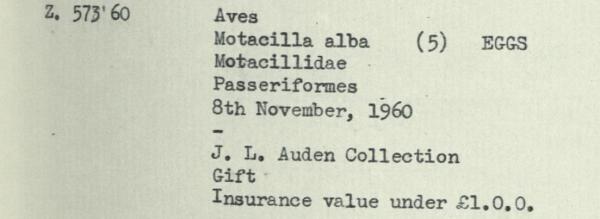 Z. 573'60 Aves
Motacilla alba (5) EGGS
Motacillidae
Passeriformes
8th November, 1960
-
J. L. Auden Collection
Gift
Insurance value under £1.0.0.